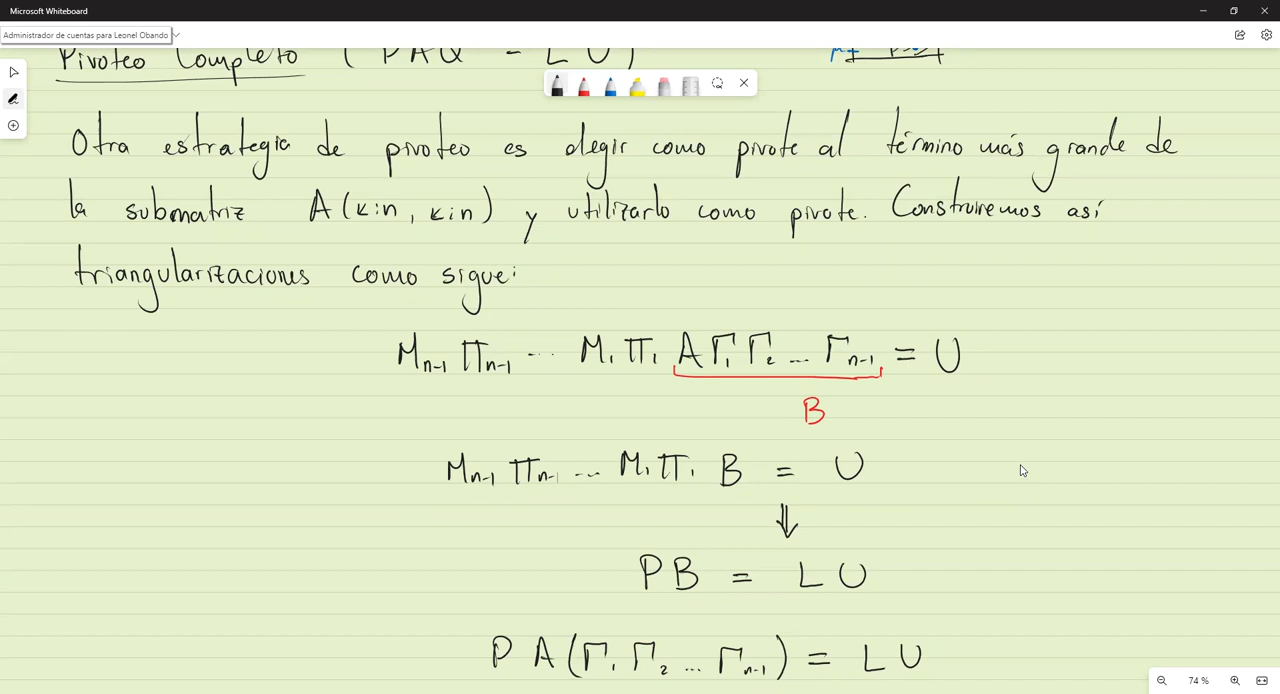 Microsoft Whiteboard
Administrador de cuentas para Leonel Obando
Pivoteo Completo ( PAQ = LU )
Otra estrategia de pivoteo es elegir como pivote al término más grande de
la submatriz A(k:n, k:n) y utilizarlo como pivote. Construiremos así
triangularizaciones como sigue:
Mn-1 Πn-1 ... M1 Π1 A Γ1 Γ2 ... Γn-1 = U
B
Mn-1 Πn-1 ... M1 Π1 B = U
⇓
PB = LU
P A(Γ1 Γ2 ... Γn-1) = LU
74 %